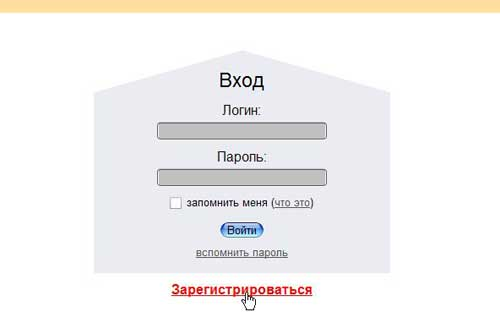 Вход
Логин:
Пароль:
запомнить меня (что это)
Войти
вспомнить пароль
Зарегистрироваться